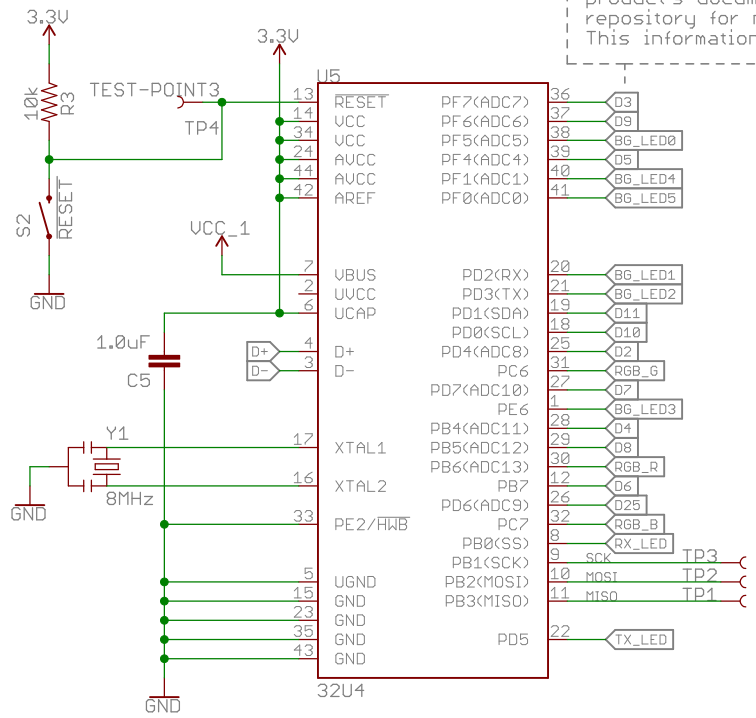 product's docum
repository for
This information
3.3V
10k
R3
TEST-POINT3
TP4
S2
RESET
GND
3.3V
VCC_1
1.0uF
C5
D+
D-
Y1
8MHz
GND
GND
U5
13 RESET PF7(ADC7) 36 D3
14 VCC PF6(ADC6) 37 D9
34 VCC PF5(ADC5) 38 BG_LED0
24 AVCC PF4(ADC4) 39 D5
44 AVCC PF1(ADC1) 40 BG_LED4
42 AREF PF0(ADC0) 41 BG_LED5
7 VBUS PD2(RX) 20 BG_LED1
2 UVCC PD3(TX) 21 BG_LED2
6 UCAP PD1(SDA) 19 D11
PD0(SCL) 18 D10
4 D+ PD4(ADC8) 25 D2
3 D- PC6 31 RGB_G
PD7(ADC10) 27 D7
PE6 1 BG_LED3
PB4(ADC11) 28 D4
17 XTAL1 PB5(ADC12) 29 D8
PB6(ADC13) 30 RGB_R
16 XTAL2 PB7 12 D6
PD6(ADC9) 26 D25
33 PE2/HWB PC7 32 RGB_B
PB0(SS) 8 RX_LED
PB1(SCK) 9 SCK TP3
5 UGND PB2(MOSI) 10 MOSI TP2
15 GND PB3(MISO) 11 MISO TP1
23 GND
35 GND PD5 22 TX_LED
43 GND
32U4